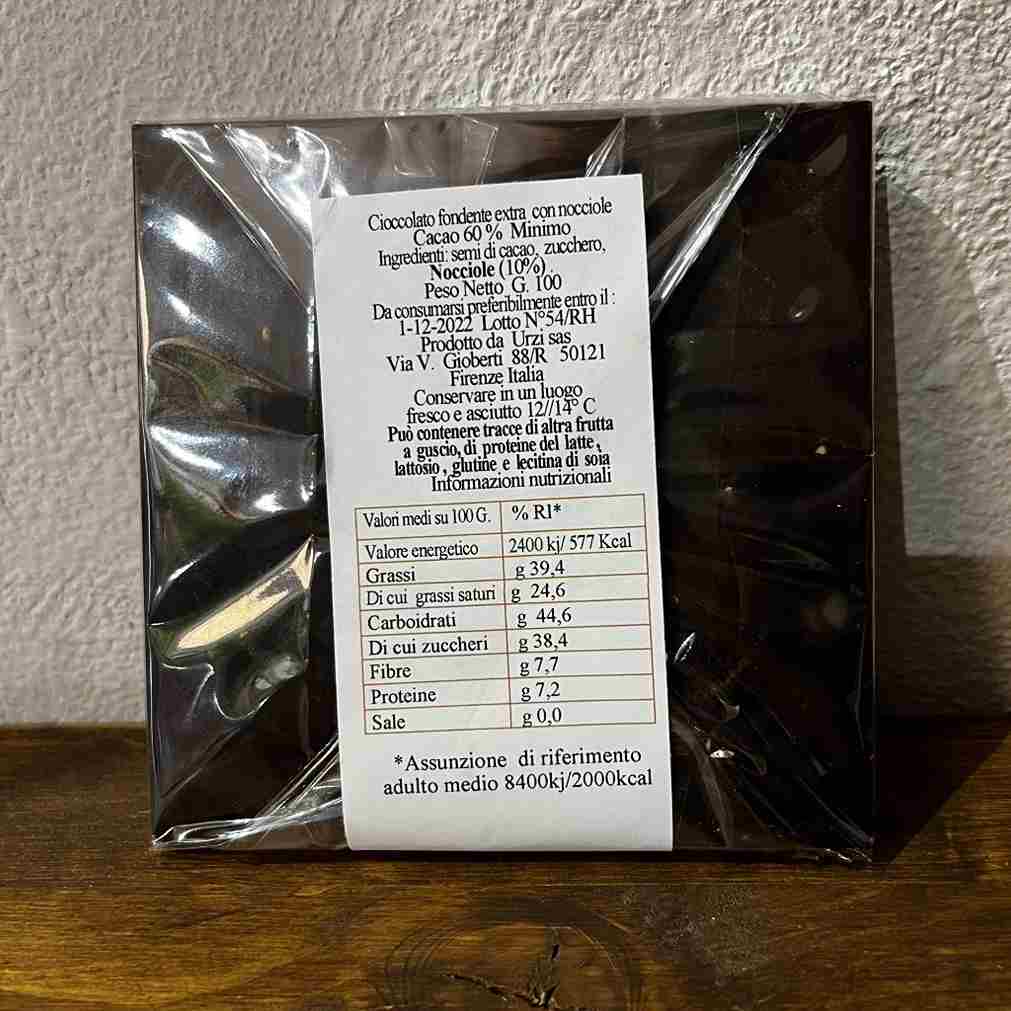 Cioccolato fondente extra con nocciole
Cacao 60 % Minimo
Ingredienti: semi di cacao, zucchero,
Nocciole (10%).
Peso Netto G. 100
Da consumarsi preferibilmente entro il :
1-12-2022 Lotto N°54/RH
Prodotto da Urzi sas
Via V. Gioberti 88/R 50121
Firenze Italia
Conservare in un luogo
fresco e asciutto 12//14° C
Può contenere tracce di altra frutta
a guscio, di proteine del latte,
lattosio, glutine e lecitina di soia
Informazioni nutrizionali
Valori medi su 100 G. % RI*
Valore energetico 2400 kj/ 577 Kcal
Grassi g 39,4
Di cui grassi saturi g 24,6
Carboidrati g 44,6
Di cui zuccheri g 38,4
Fibre g 7,7
Proteine g 7,2
Sale g 0,0
*Assunzione di riferimento
adulto medio 8400kj/2000kcal